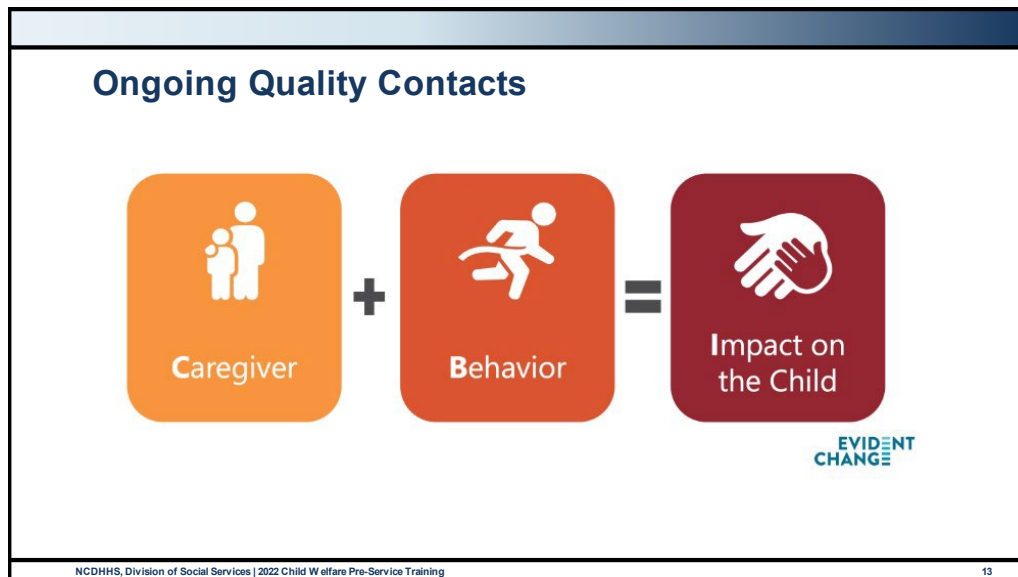 Ongoing Quality Contacts
Caregiver
+
Behavior
=
Impact on
the Child
EVIDENT
CHANGE
NCDHHS, Division of Social Services | 2022 Child Welfare Pre-Service Training
13